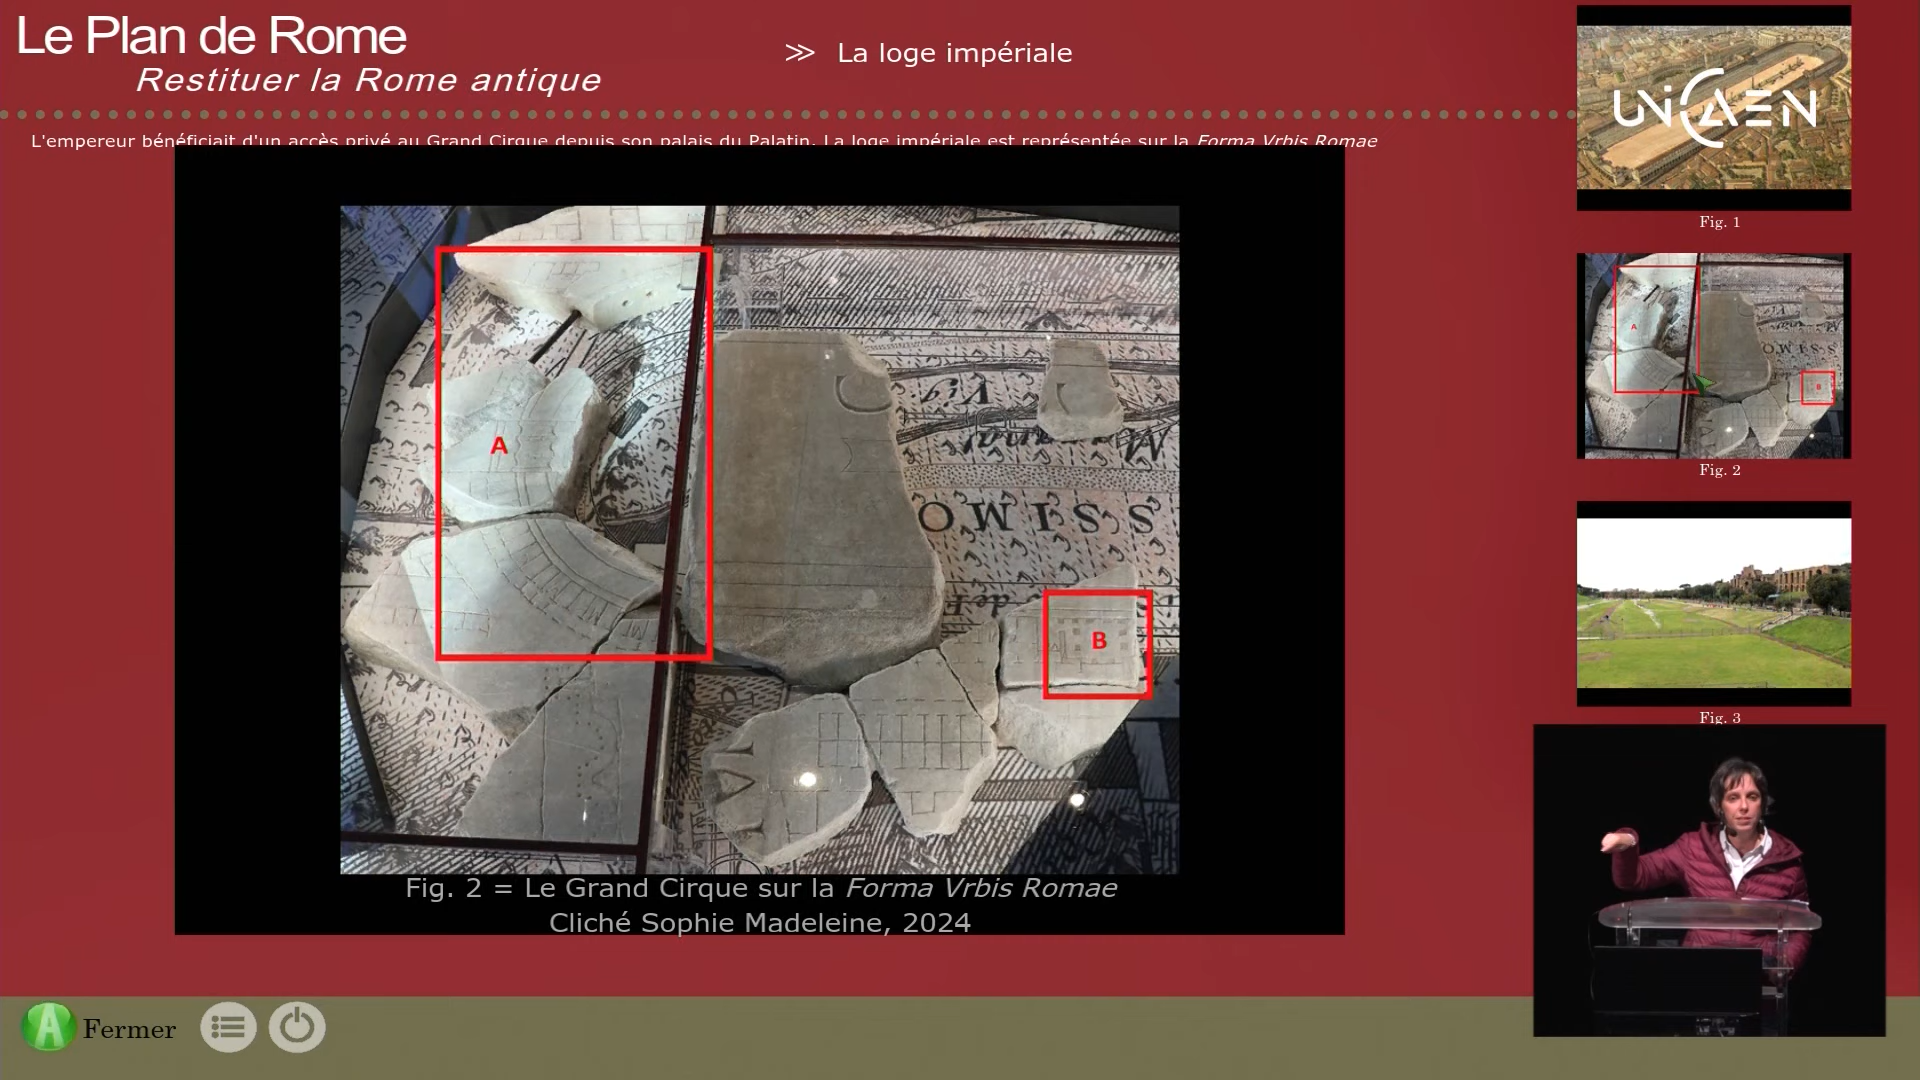 Le Plan de Rome
Restituer la Rome antique
≫ La loge impériale
L'empereur bénéficiait d'un accès privé au Grand Cirque depuis son palais du Palatin. La loge impériale est représentée sur la Forma Vrbis Romae
UNICAEN
Fig. 1
A
B
SSIMO
Fig. 2 = Le Grand Cirque sur la Forma Vrbis Romae
Cliché Sophie Madeleine, 2024
A
B
Fig. 2
Fig. 3
A Fermer